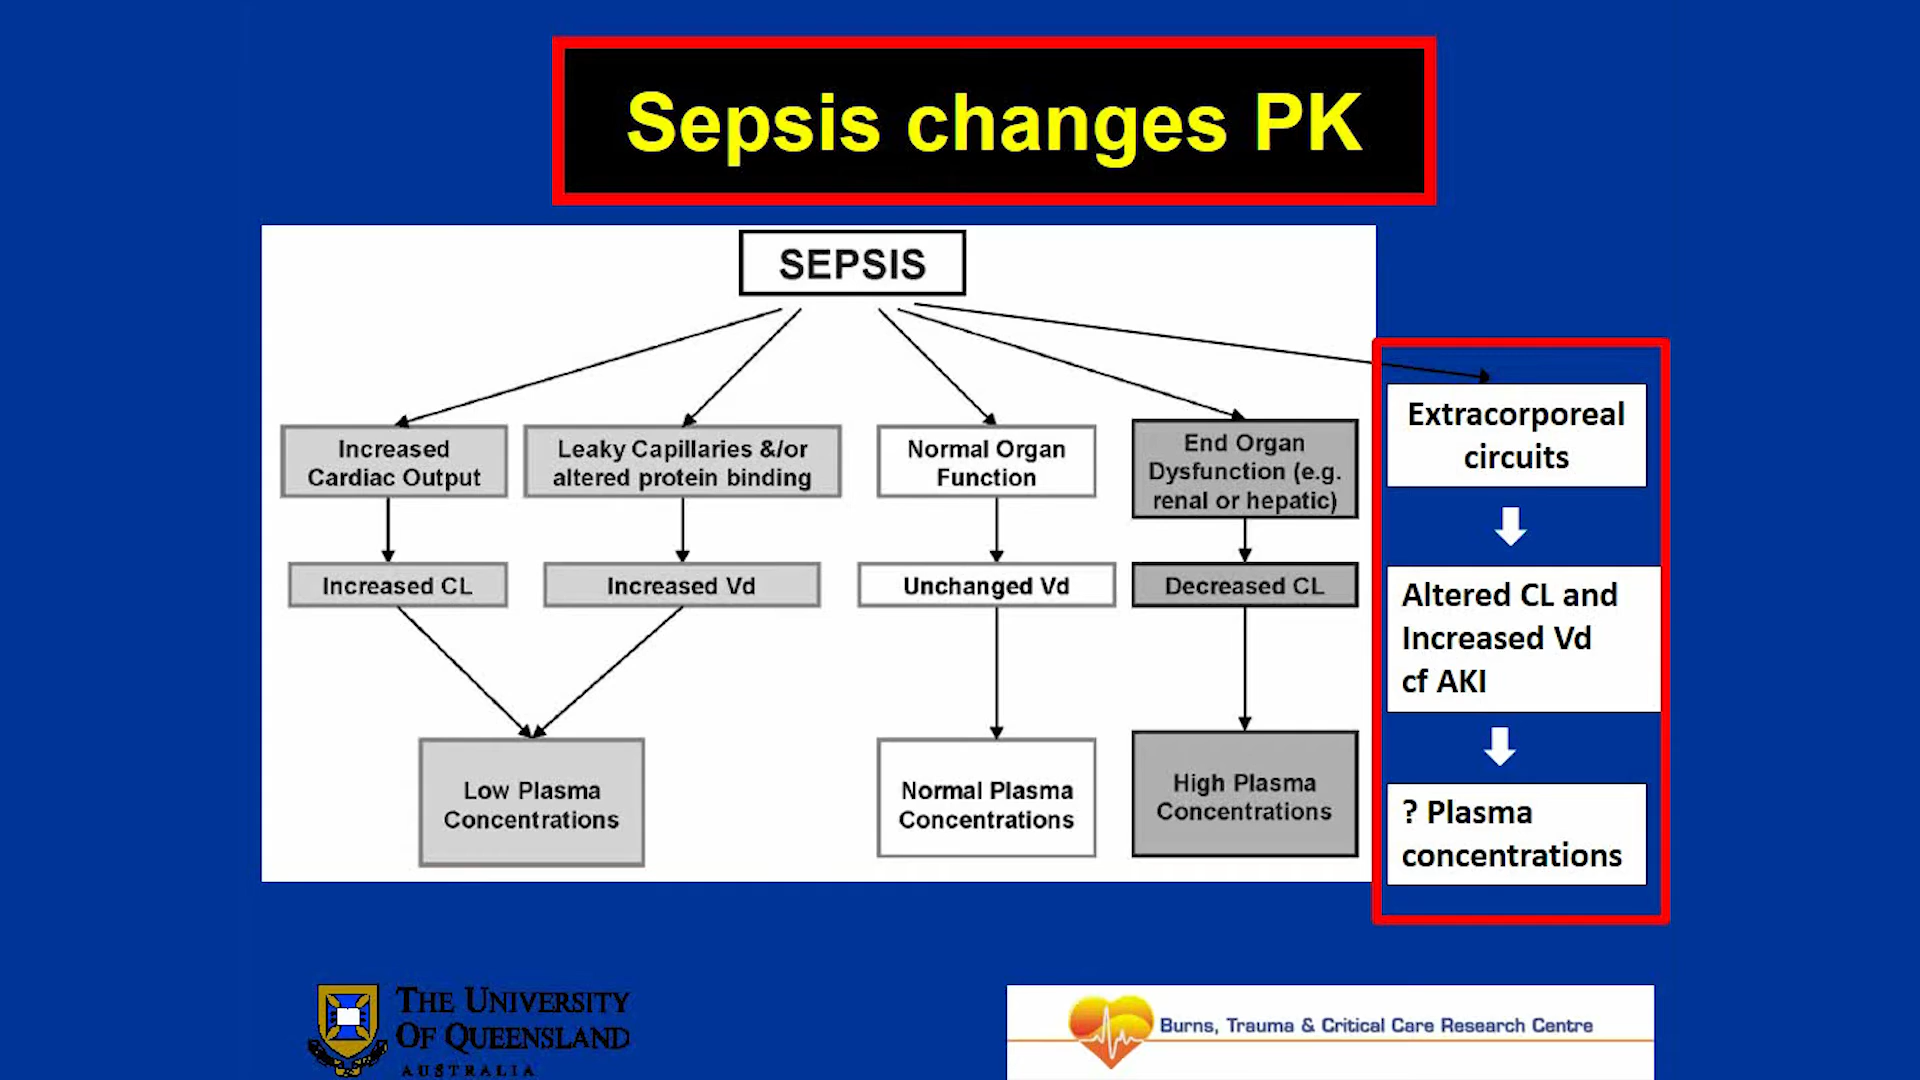 Sepsis changes PK
SEPSIS
Increased
Cardiac Output
Leaky Capillaries &/or
altered protein binding
Normal Organ
Function
End Organ
Dysfunction (e.g.
renal or hepatic)
Extracorporeal
circuits
Increased CL
Increased Vd
Unchanged Vd
Decreased CL
Altered CL and
Increased Vd
cf AKI
Low Plasma
Concentrations
Normal Plasma
Concentrations
High Plasma
Concentrations
? Plasma
concentrations
THE UNIVERSITY
OF QUEENSLAND
AUSTRALIA
Burns, Trauma & Critical Care Research Centre